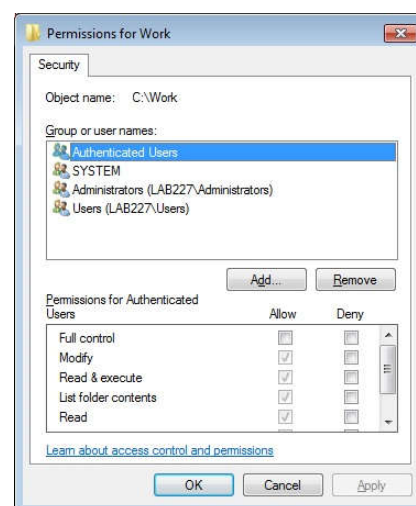 Permissions for Work
Security
Object name: C:\Work
Group or user names:
Authenticated Users
SYSTEM
Administrators (LAB227\Administrators)
Users (LAB227\Users)
Add... Remove
Permissions for Authenticated
Users Allow Deny
Full control
Modify
Read & execute
List folder contents
Read
Learn about access control and permissions
OK Cancel Apply